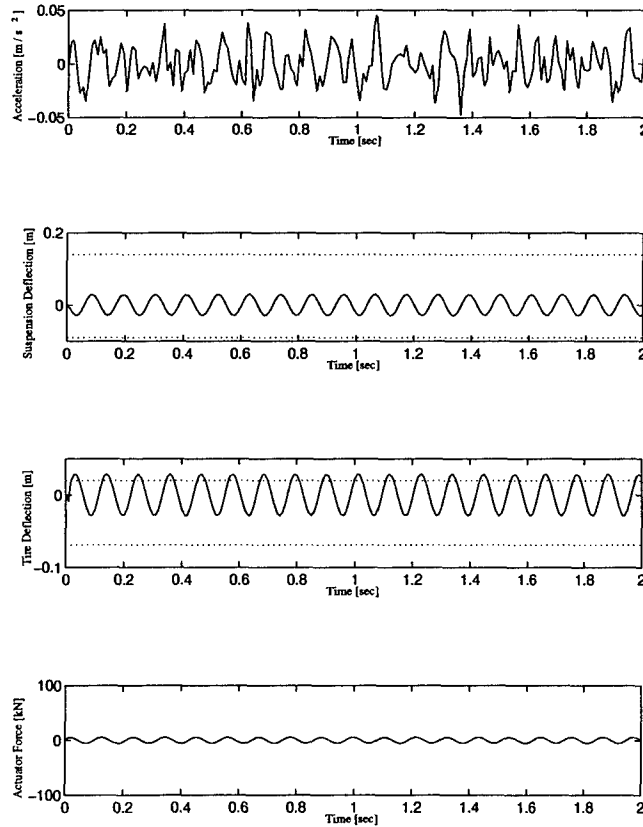 Acceleration [m / s 2 ]
0.05
0
−0.05
0 0.2 0.4 0.6 0.8 1 1.2 1.4 1.6 1.8 2
Time [sec]
Suspension Deflection [m]
0.2
0
0 0.2 0.4 0.6 0.8 1 1.2 1.4 1.6 1.8 2
Time [sec]
Tire Deflection [m]
0
−0.1
0 0.2 0.4 0.6 0.8 1 1.2 1.4 1.6 1.8 2
Time [sec]
Actuator Force [kN]
100
0
−100
0 0.2 0.4 0.6 0.8 1 1.2 1.4 1.6 1.8 2
Time [sec]